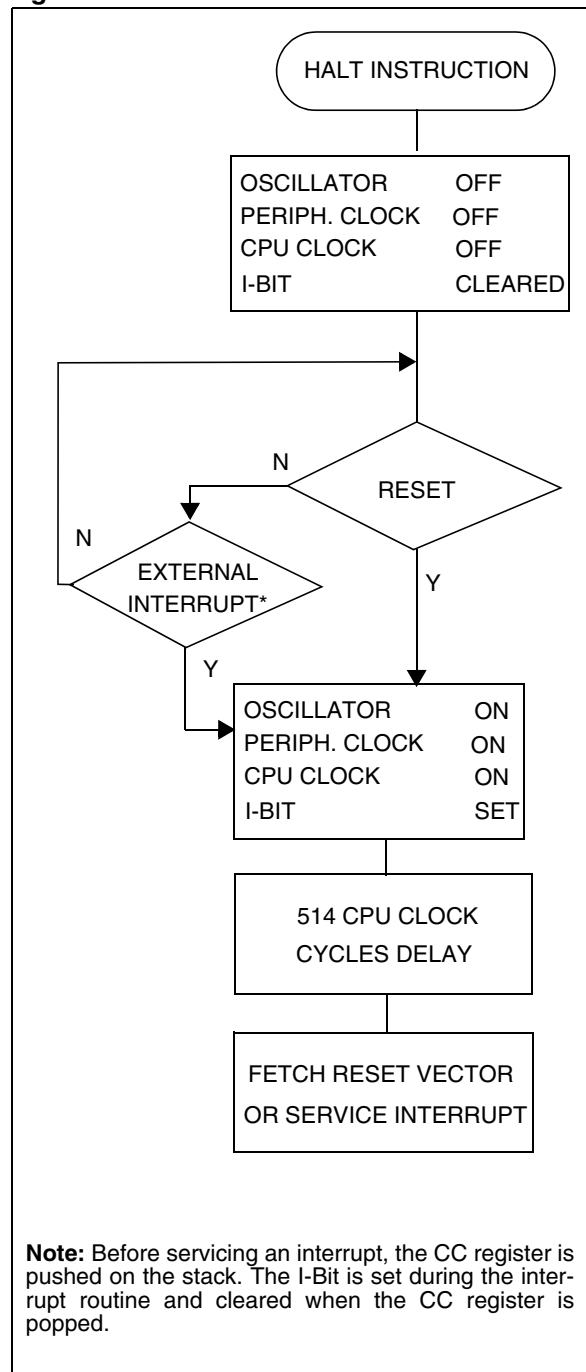 HALT INSTRUCTION
OSCILLATOR OFF
PERIPH. CLOCK OFF
CPU CLOCK OFF
I-BIT CLEARED
N
RESET
N
EXTERNAL
INTERRUPT*
Y
Y
OSCILLATOR ON
PERIPH. CLOCK ON
CPU CLOCK ON
I-BIT SET
514 CPU CLOCK
CYCLES DELAY
FETCH RESET VECTOR
OR SERVICE INTERRUPT
Note: Before servicing an interrupt, the CC register is
pushed on the stack. The I-Bit is set during the inter-
rupt routine and cleared when the CC register is
popped.